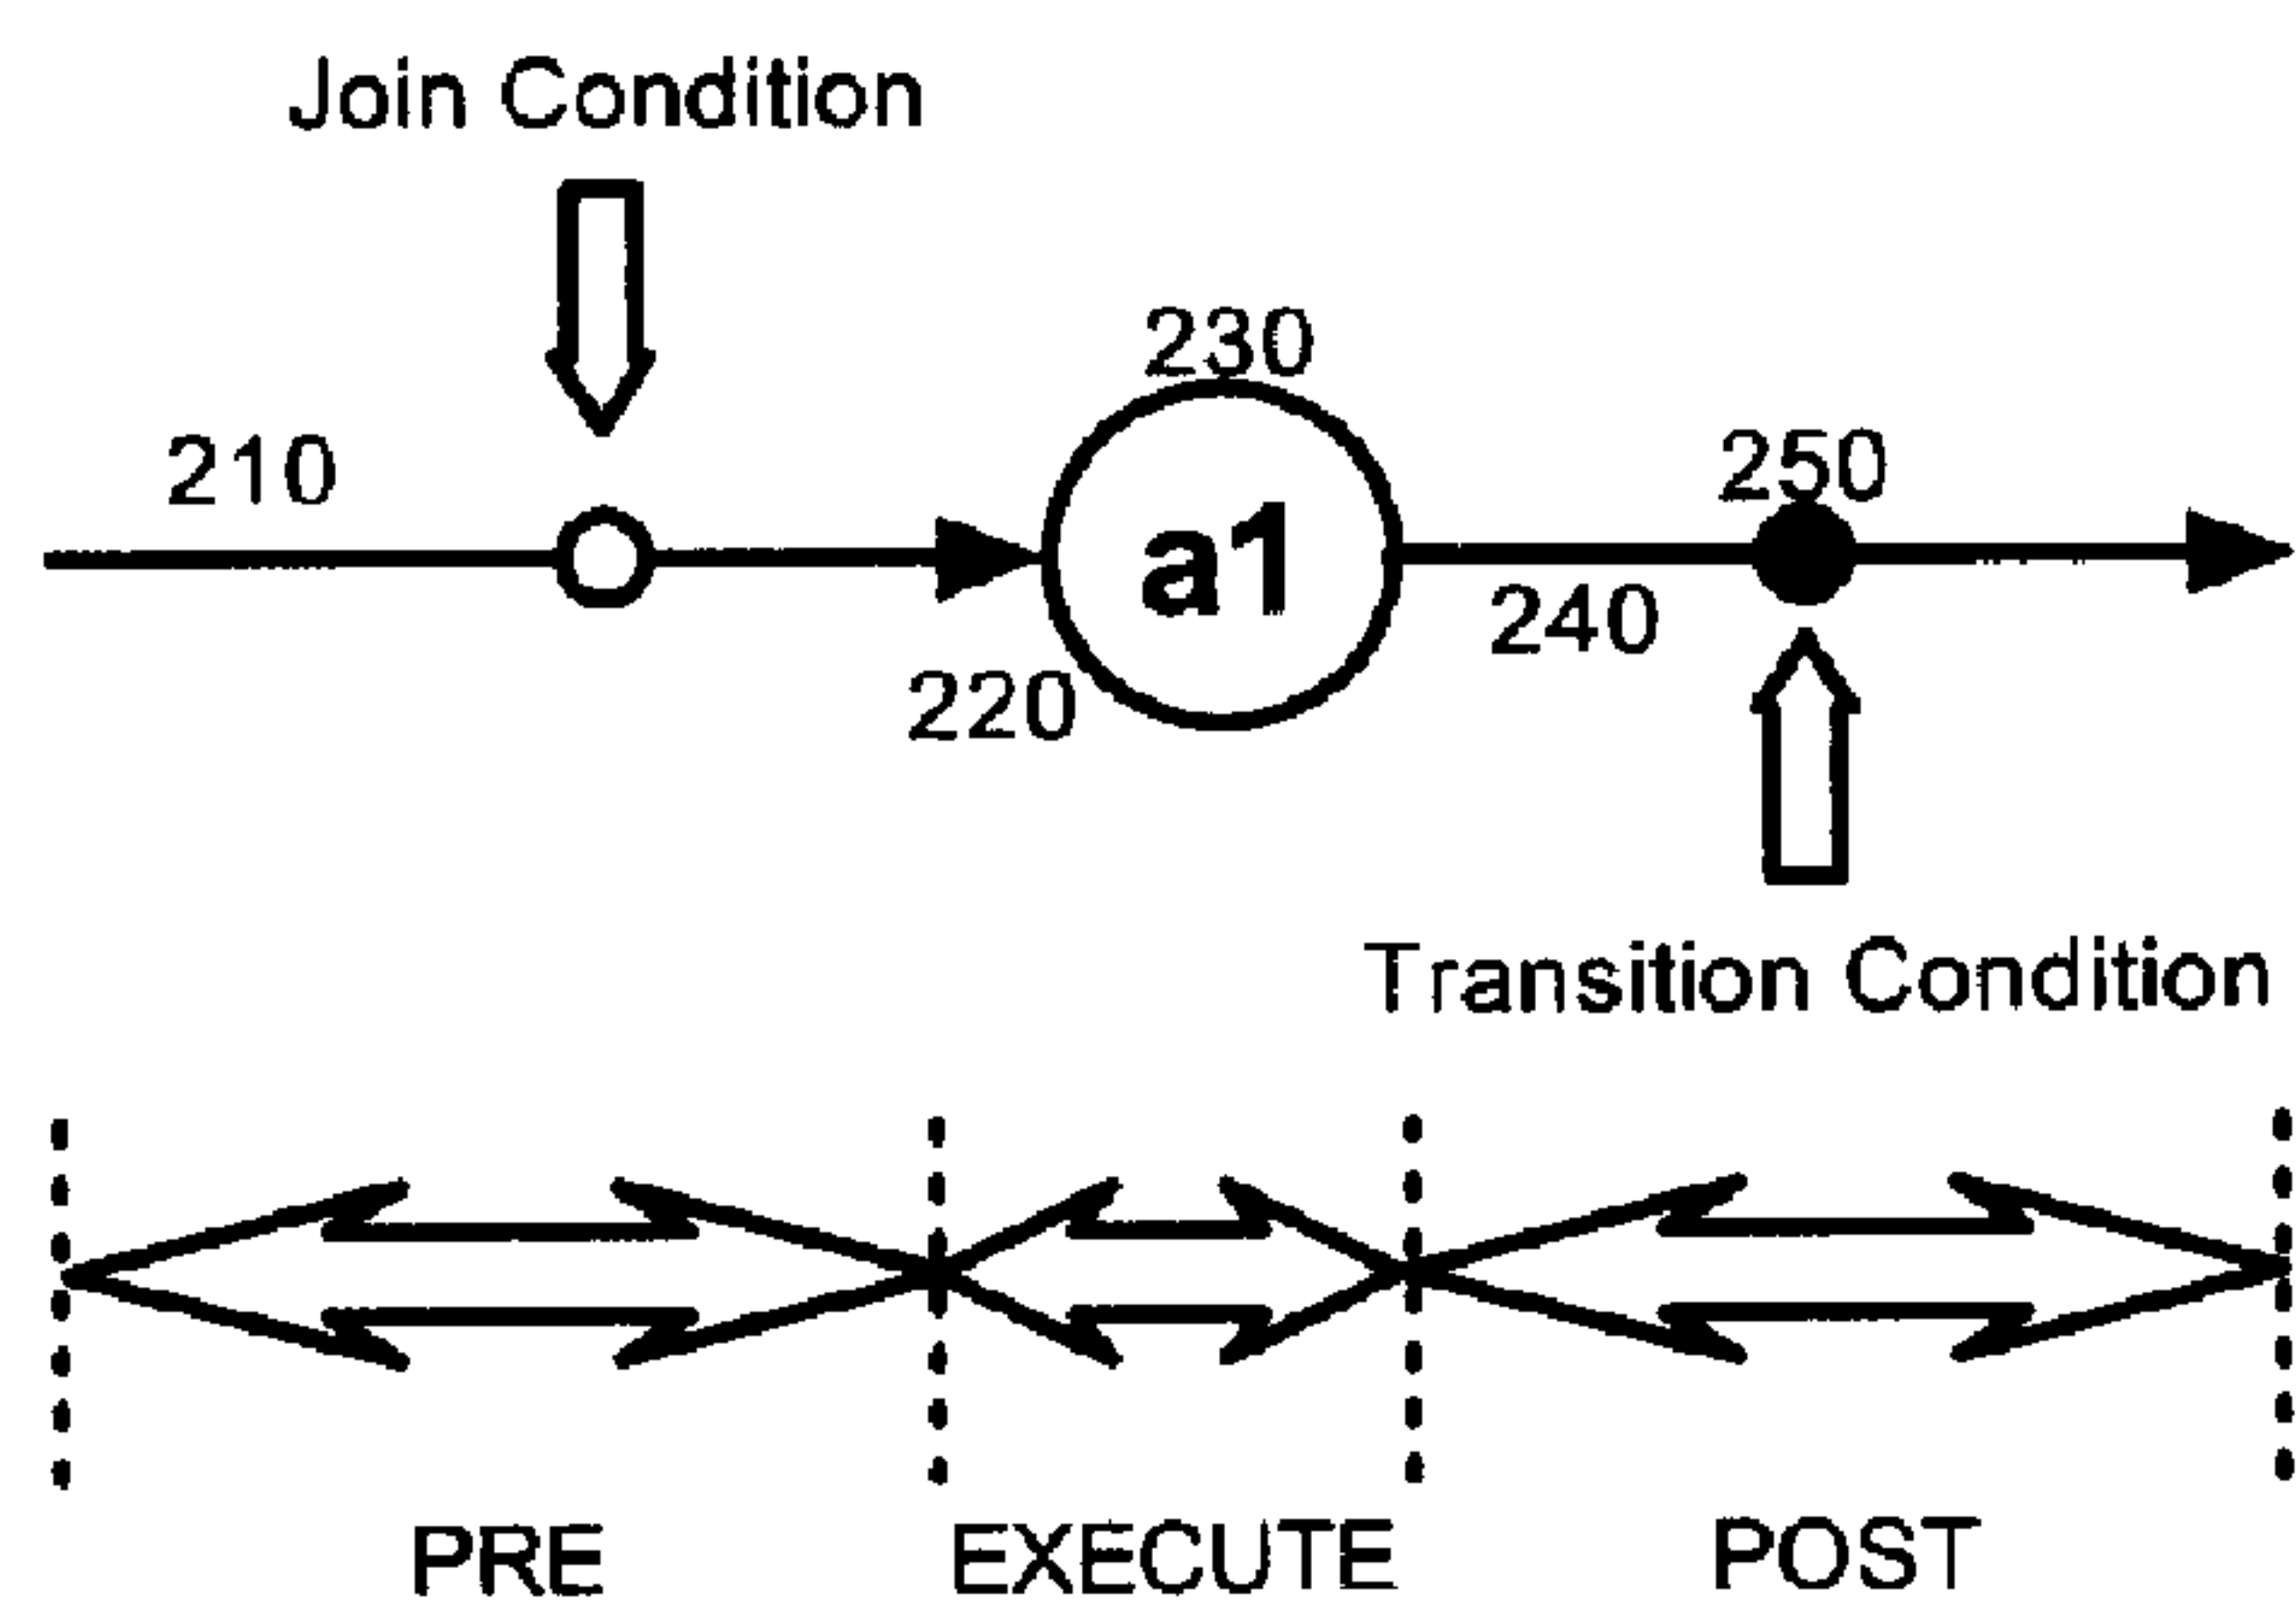 Join Condition
230
210
250
a1
240
220
Transition Condition
PRE EXECUTE POST